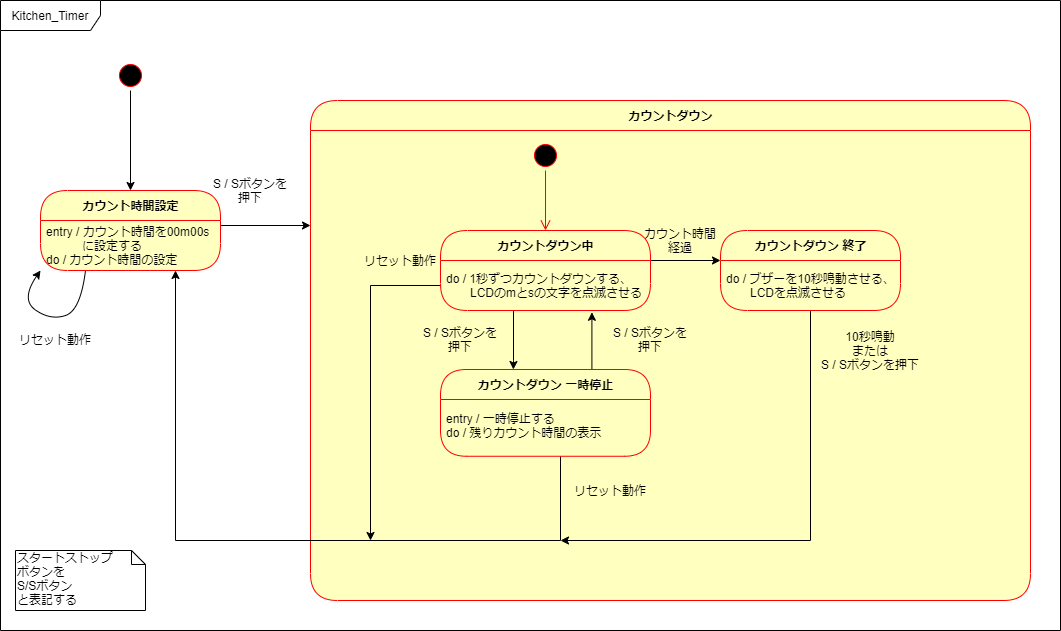 Kitchen_Timer
カウントダウン
S / Sボタンを
押下
カウント時間設定
entry / カウント時間を00m00s
に設定する
do / カウント時間の設定
リセット動作
カウントダウン中
do / 1秒ずつカウントダウンする、
LCDのmとsの文字を点滅させる
カウント時間
経過
カウントダウン 終了
do / ブザーを10秒鳴動させる、
LCDを点滅させる
リセット動作
S / Sボタンを
押下
S / Sボタンを
押下
10秒鳴動
または
S / Sボタンを押下
カウントダウン 一時停止
entry / 一時停止する
do / 残りカウント時間の表示
リセット動作
スタートストップ
ボタンを
S/Sボタン
と表記する